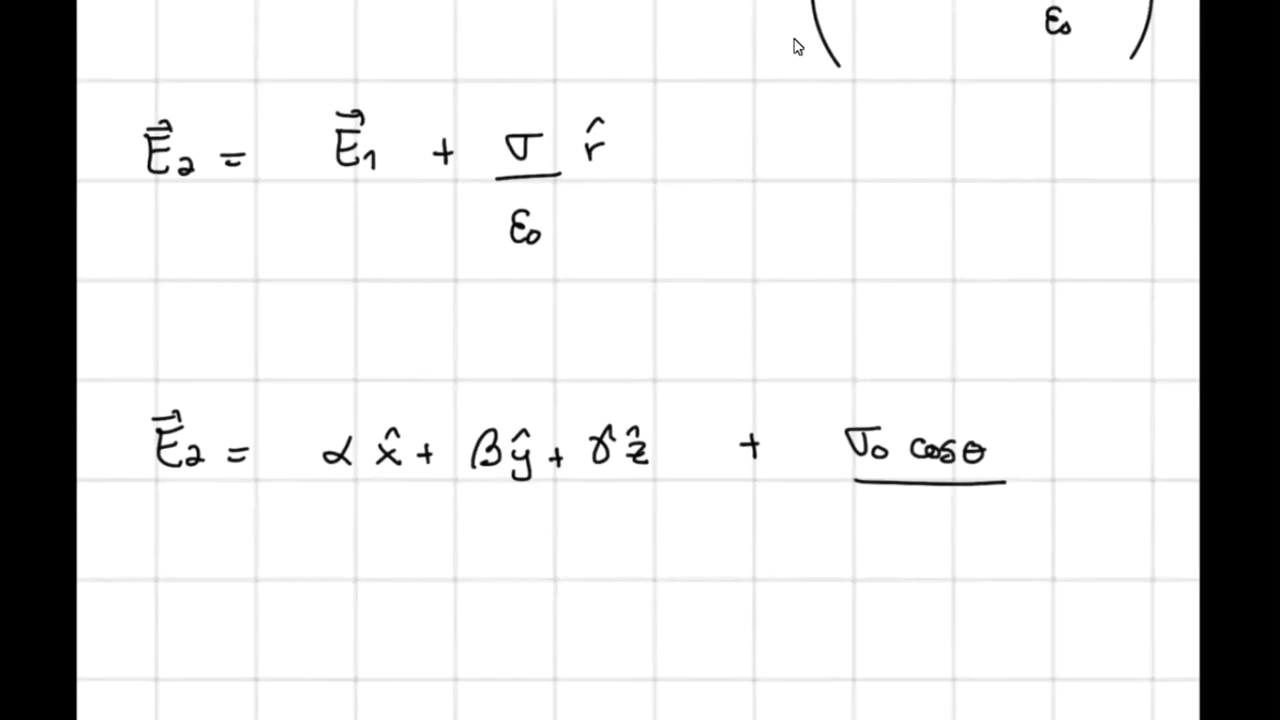 ε₀
E⃗₂ = E⃗₁ + σ r̂
ε₀
E⃗₂ = α x̂ + β ŷ + γ ẑ + σ₀ cosθ